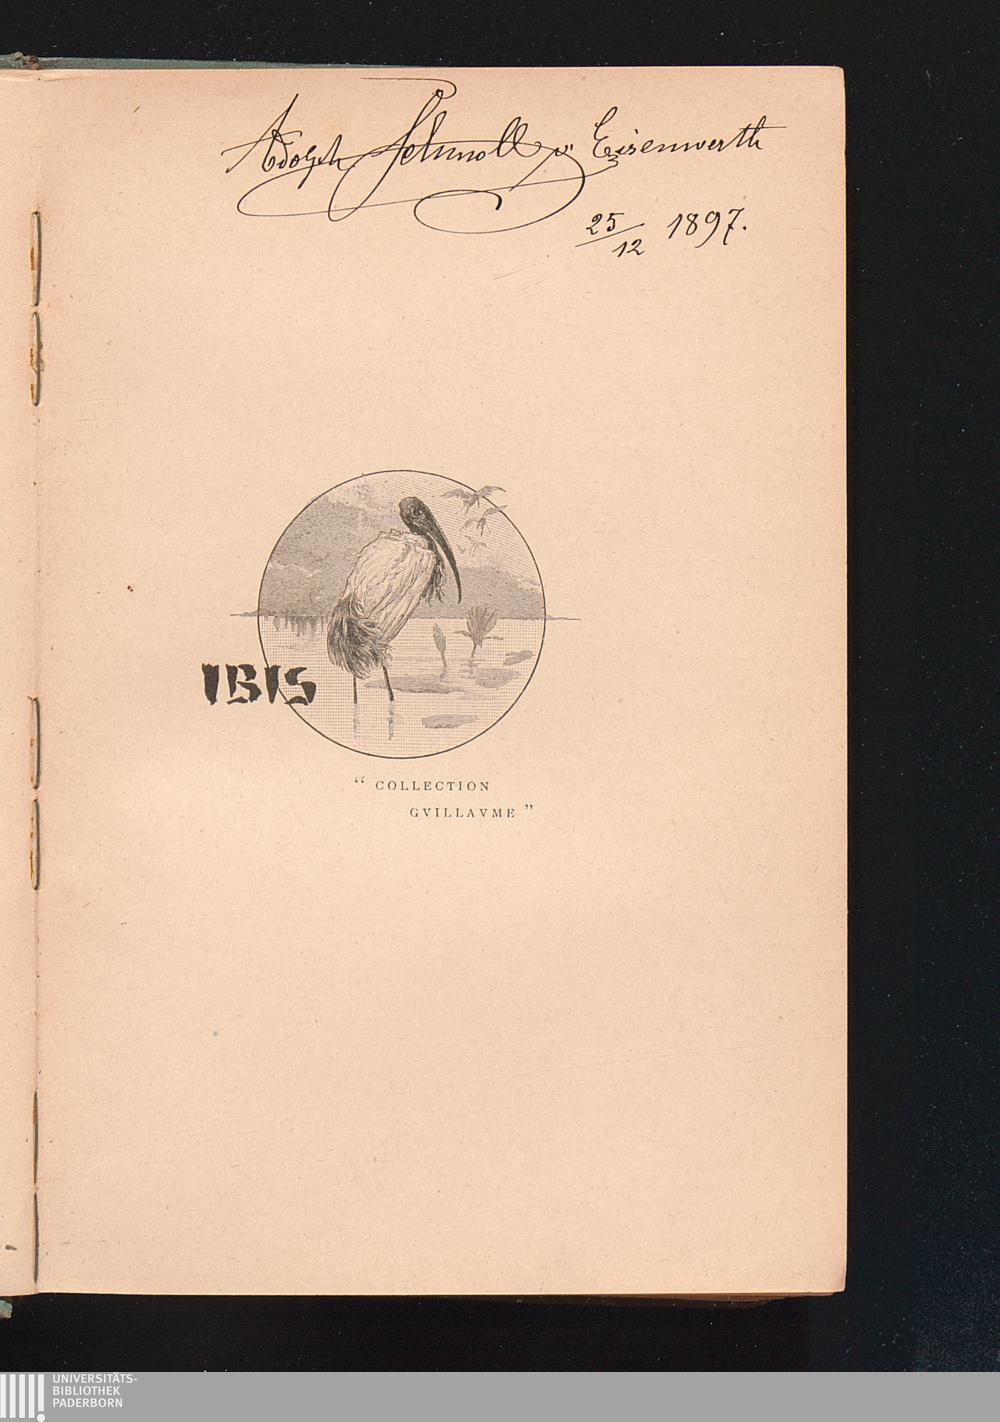 Adolph Schmoll v. Eisenwerth
25/12 1897.
IBIS
“ COLLECTION
GVILLAVME ”
UNIVERSITÄTS-
BIBLIOTHEK
PADERBORN